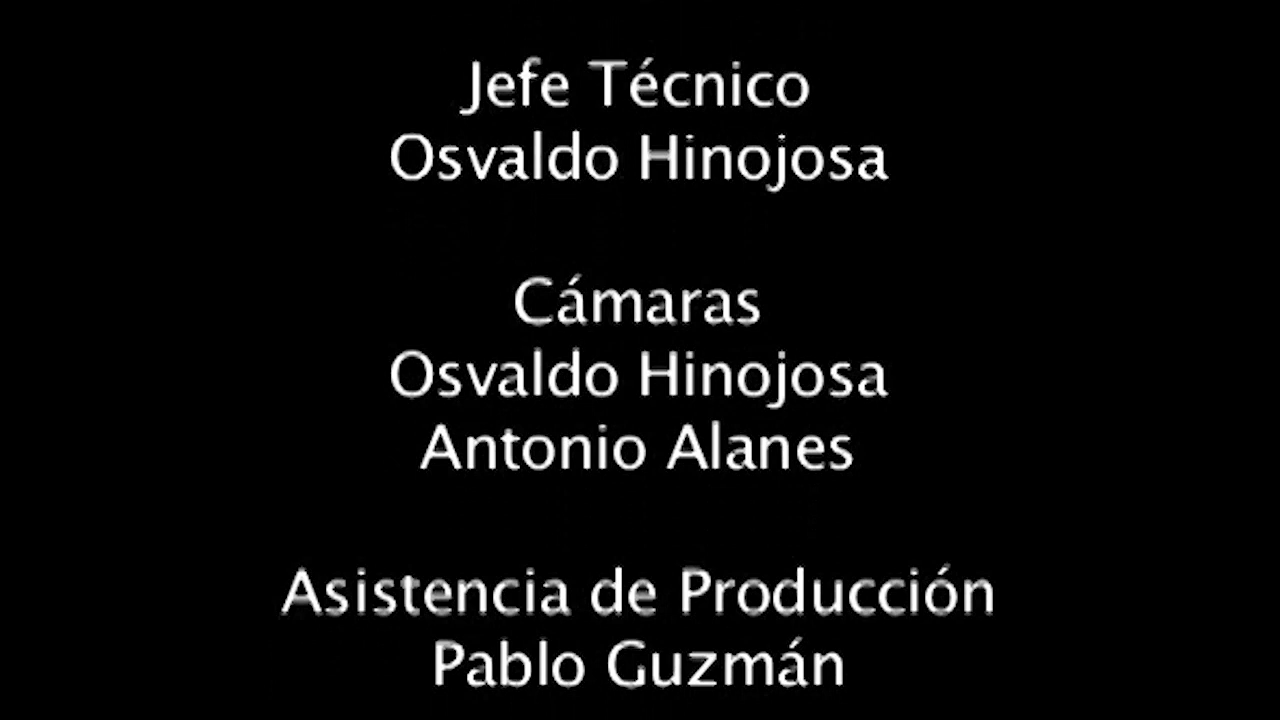 Jefe Técnico
Osvaldo Hinojosa
Cámaras
Osvaldo Hinojosa
Antonio Alanes
Asistencia de Producción
Pablo Guzmán